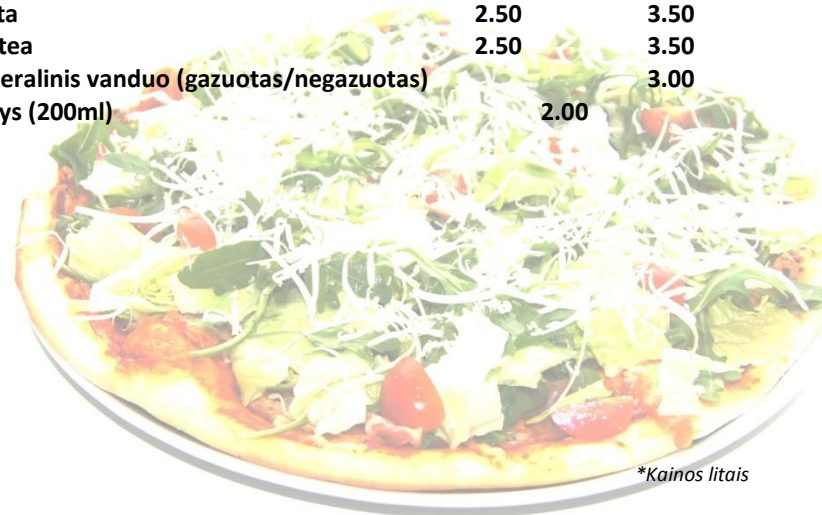 ta 2.50 3.50
tea 2.50 3.50
eralinis vanduo (gazuotas/negazuotas) 3.00
ys (200ml) 2.00
*Kainos litais